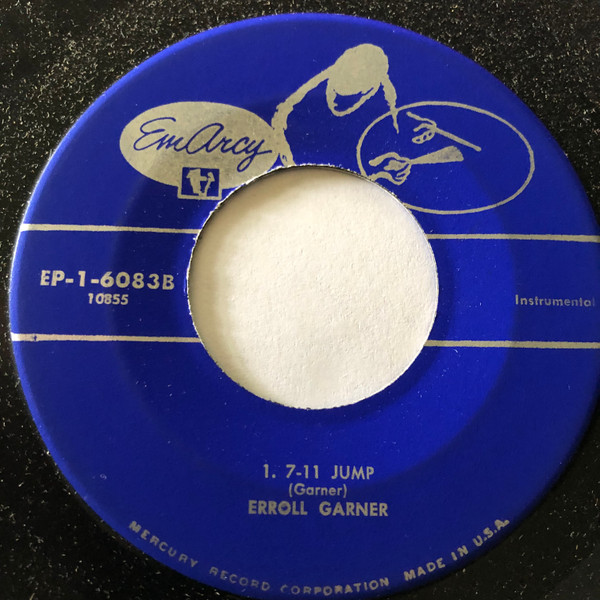 EmArcy
EP-1-6083B
10855
Instrumental
1. 7-11 JUMP
(Garner)
ERROLL GARNER
MERCURY RECORD CORPORATION MADE IN U.S.A.